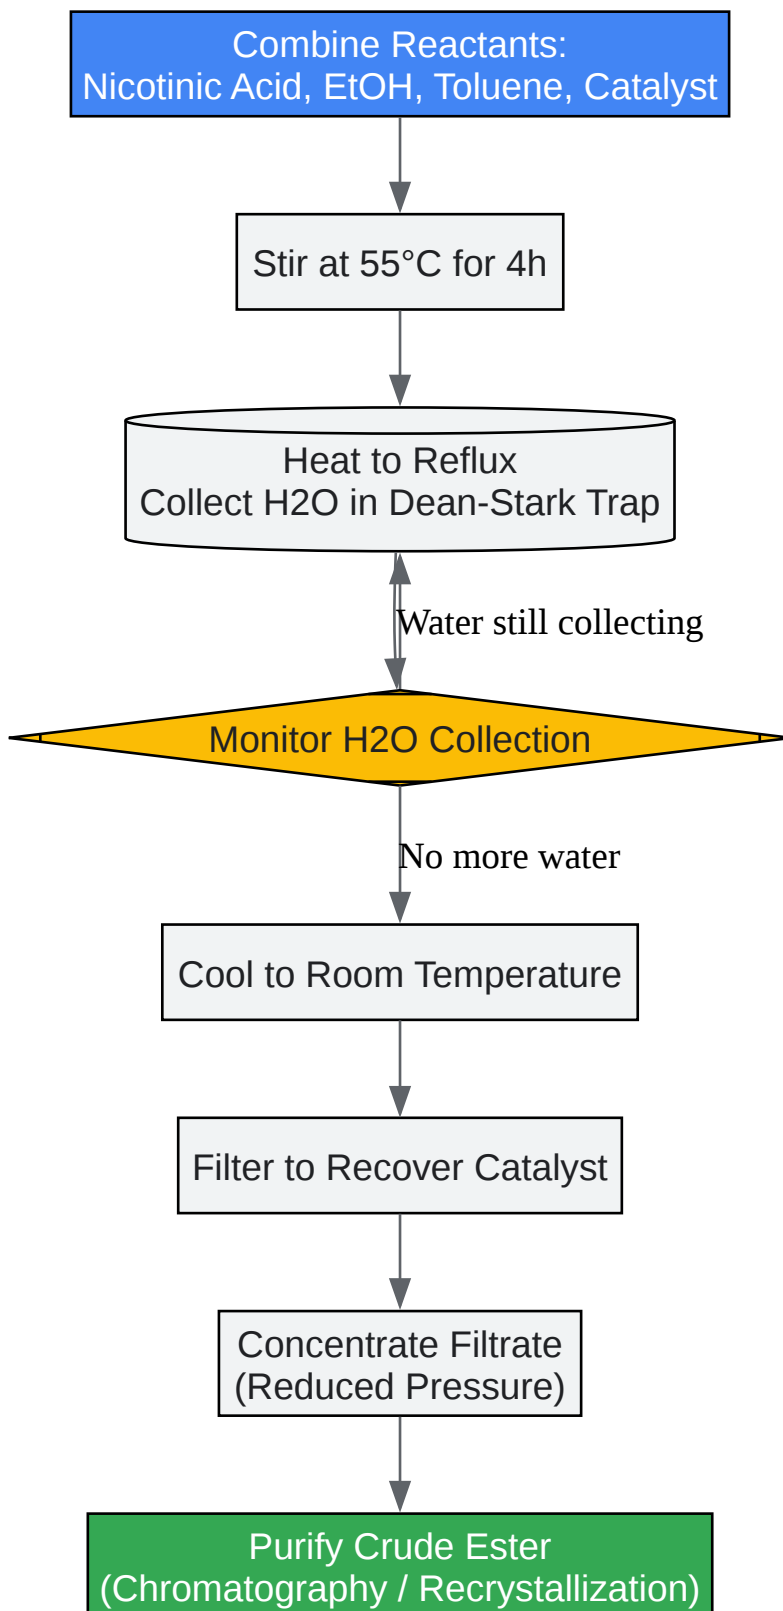 Combine Reactants:
Nicotinic Acid, EtOH, Toluene, Catalyst
Stir at 55°C for 4h
Heat to Reflux
Collect H2O in Dean-Stark Trap
Water still collecting
Monitor H2O Collection
No more water
Cool to Room Temperature
Filter to Recover Catalyst
Concentrate Filtrate
(Reduced Pressure)
Purify Crude Ester
(Chromatography / Recrystallization)